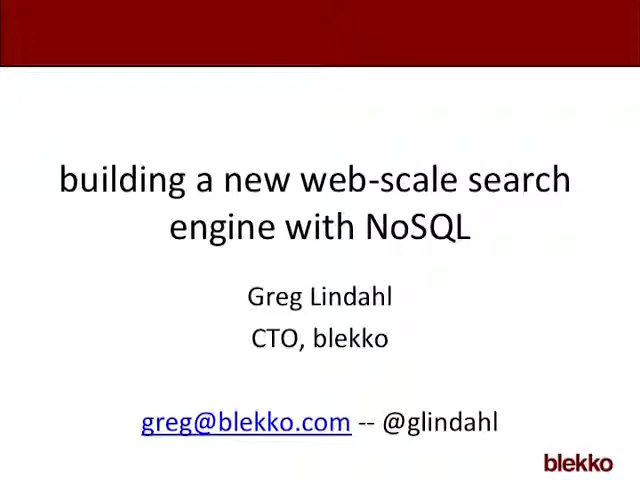 building a new web-scale search
engine with NoSQL
Greg Lindahl
CTO, blekko
greg@blekko.com -- @glindahl
blekko